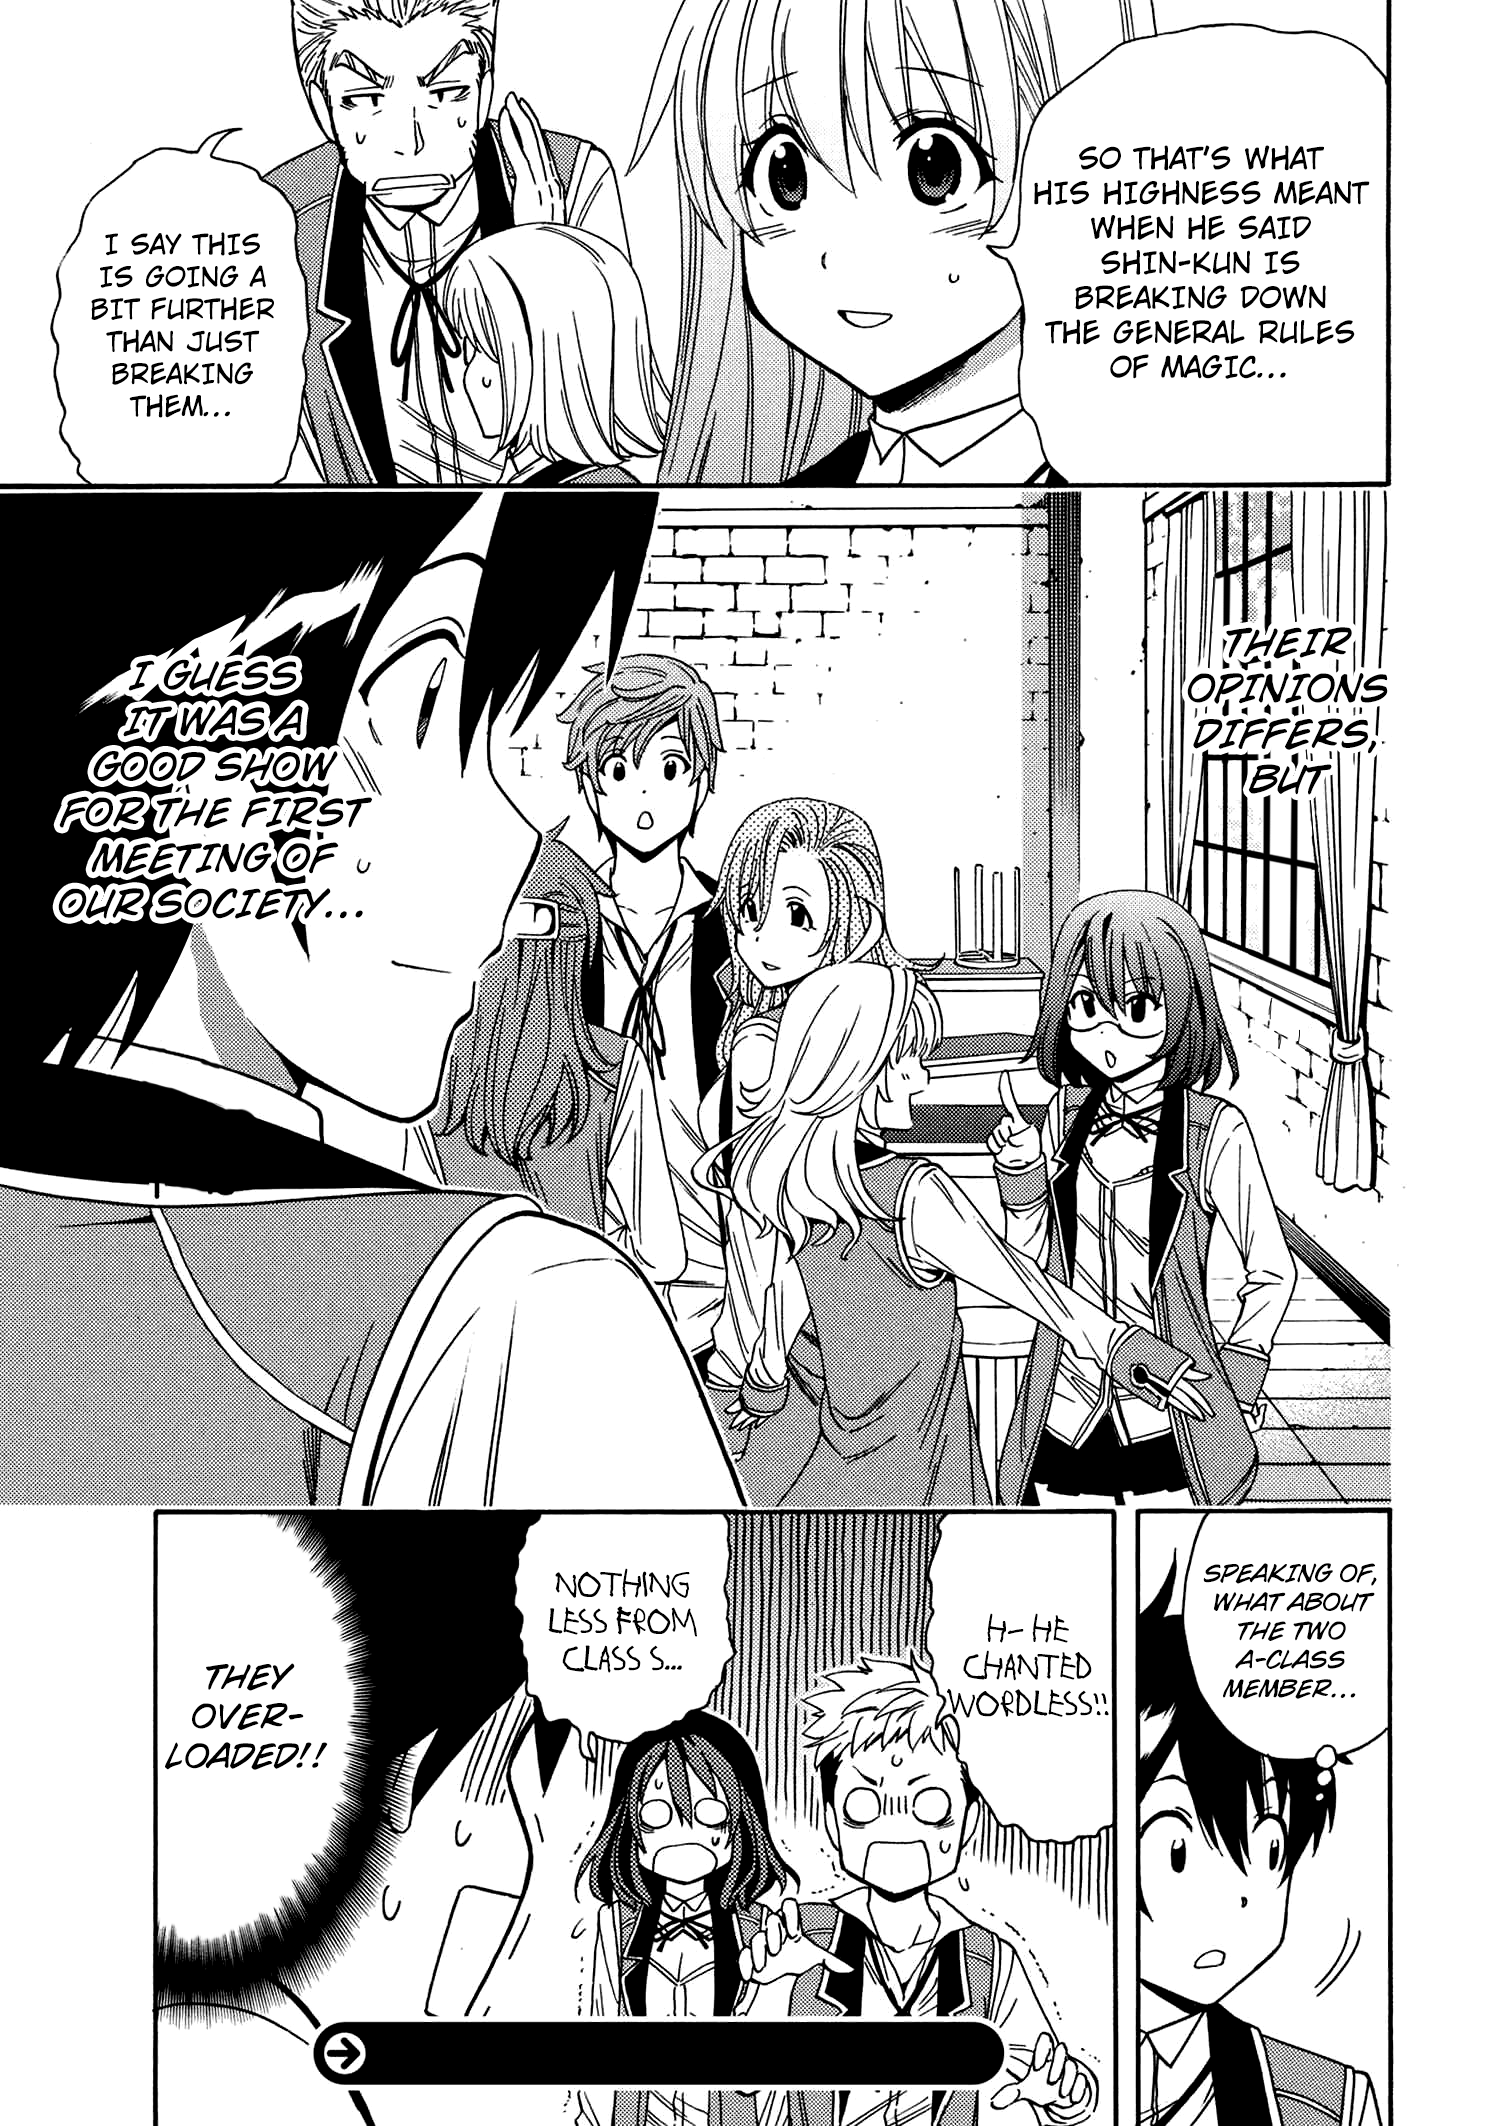 SO THAT'S WHAT
HIS HIGHNESS MEANT
WHEN HE SAID
SHIN-KUN IS
BREAKING DOWN
THE GENERAL RULES
OF MAGIC...
I SAY THIS
IS GOING A
BIT FURTHER
THAN JUST
BREAKING
THEM...
THEIR
OPINIONS
DIFFERS,
BUT
I GUESS
IT WAS A
GOOD SHOW
FOR THE FIRST
MEETING OF
OUR SOCIETY...
SPEAKING OF,
WHAT ABOUT
THE TWO
A-CLASS
MEMBER...
H- HE
CHANTED
WORDLESS!!
NOTHING
LESS FROM
CLASS S...
THEY
OVER-
LOADED!!